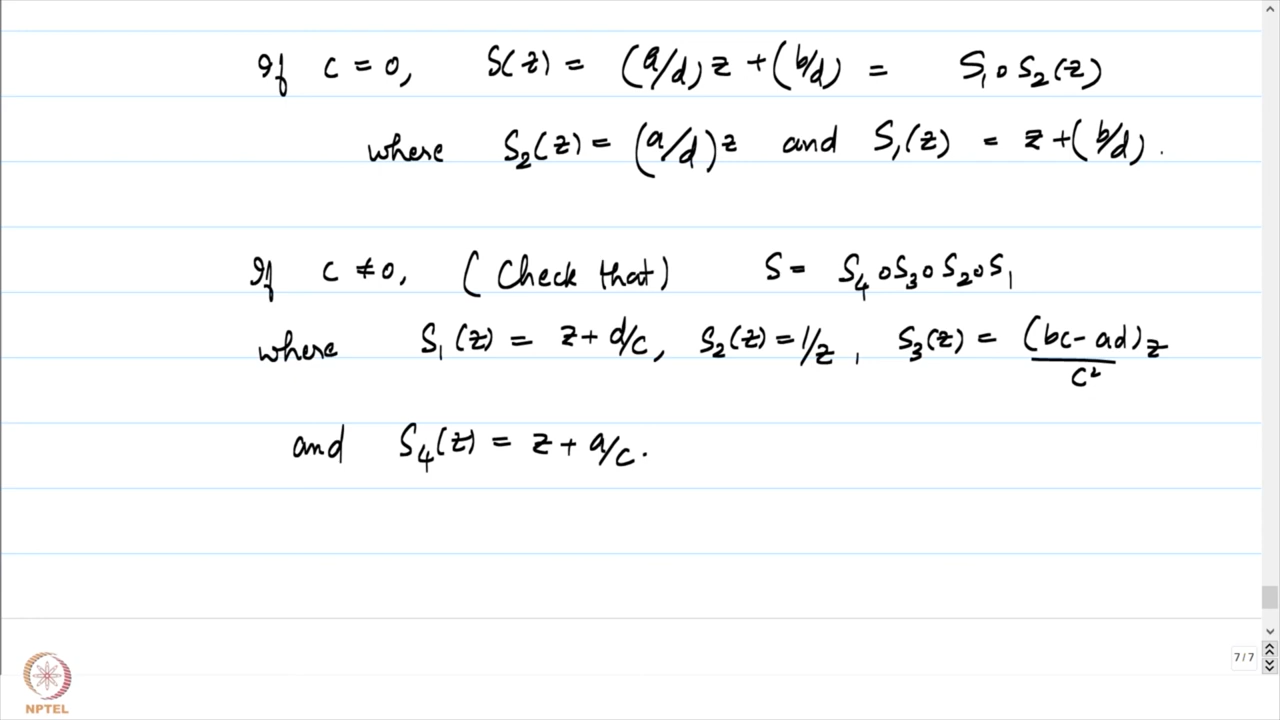 If c = 0, S(z) = (a/d) z + (b/d) = S₁ ∘ S₂(z)
where S₂(z) = (a/d) z and S₁(z) = z + (b/d).
If c ≠ 0, (Check that) S = S₄ ∘ S₃ ∘ S₂ ∘ S₁
where S₁(z) = z + d/c, S₂(z) = 1/z, S₃(z) = (bc - ad)/c² z
and S₄(z) = z + a/c.
7/7
NPTEL